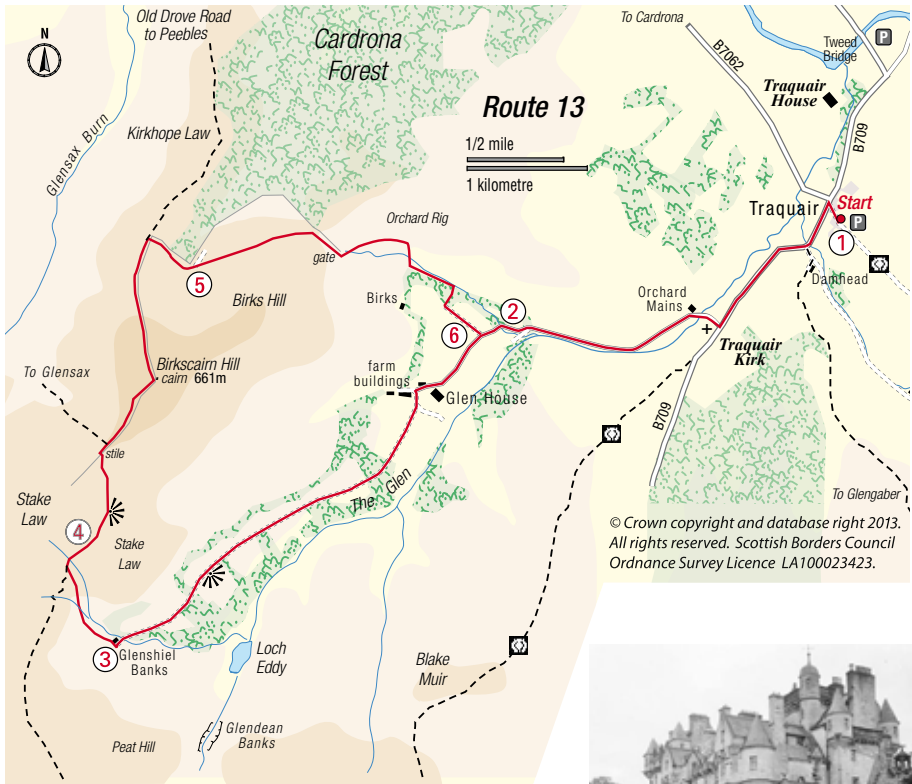 N
Old Drove Road
to Peebles
Cardrona
Forest
To Cardrona
B7062
Tweed
Bridge
P
Traquair
House
B709
Route 13
1/2 mile
1 kilometre
Kirkhope Law
Glensax Burn
Traquair
Start
P
1
Orchard Rig
gate
5
Damhead
Birks Hill
Birks
2
Orchard
Mains
6
Traquair
Kirk
Birkscairn Hill
cairn 661m
To Glensax
farm
buildings
Glen House
B709
stile
The Glen
To Glengaber
Stake
Law
4
Stake
Law
© Crown copyright and database right 2013.
All rights reserved. Scottish Borders Council
Ordnance Survey Licence LA100023423.
3
Glenshiel
Banks
Loch
Eddy
Blake
Muir
Glendean
Banks
Peat Hill